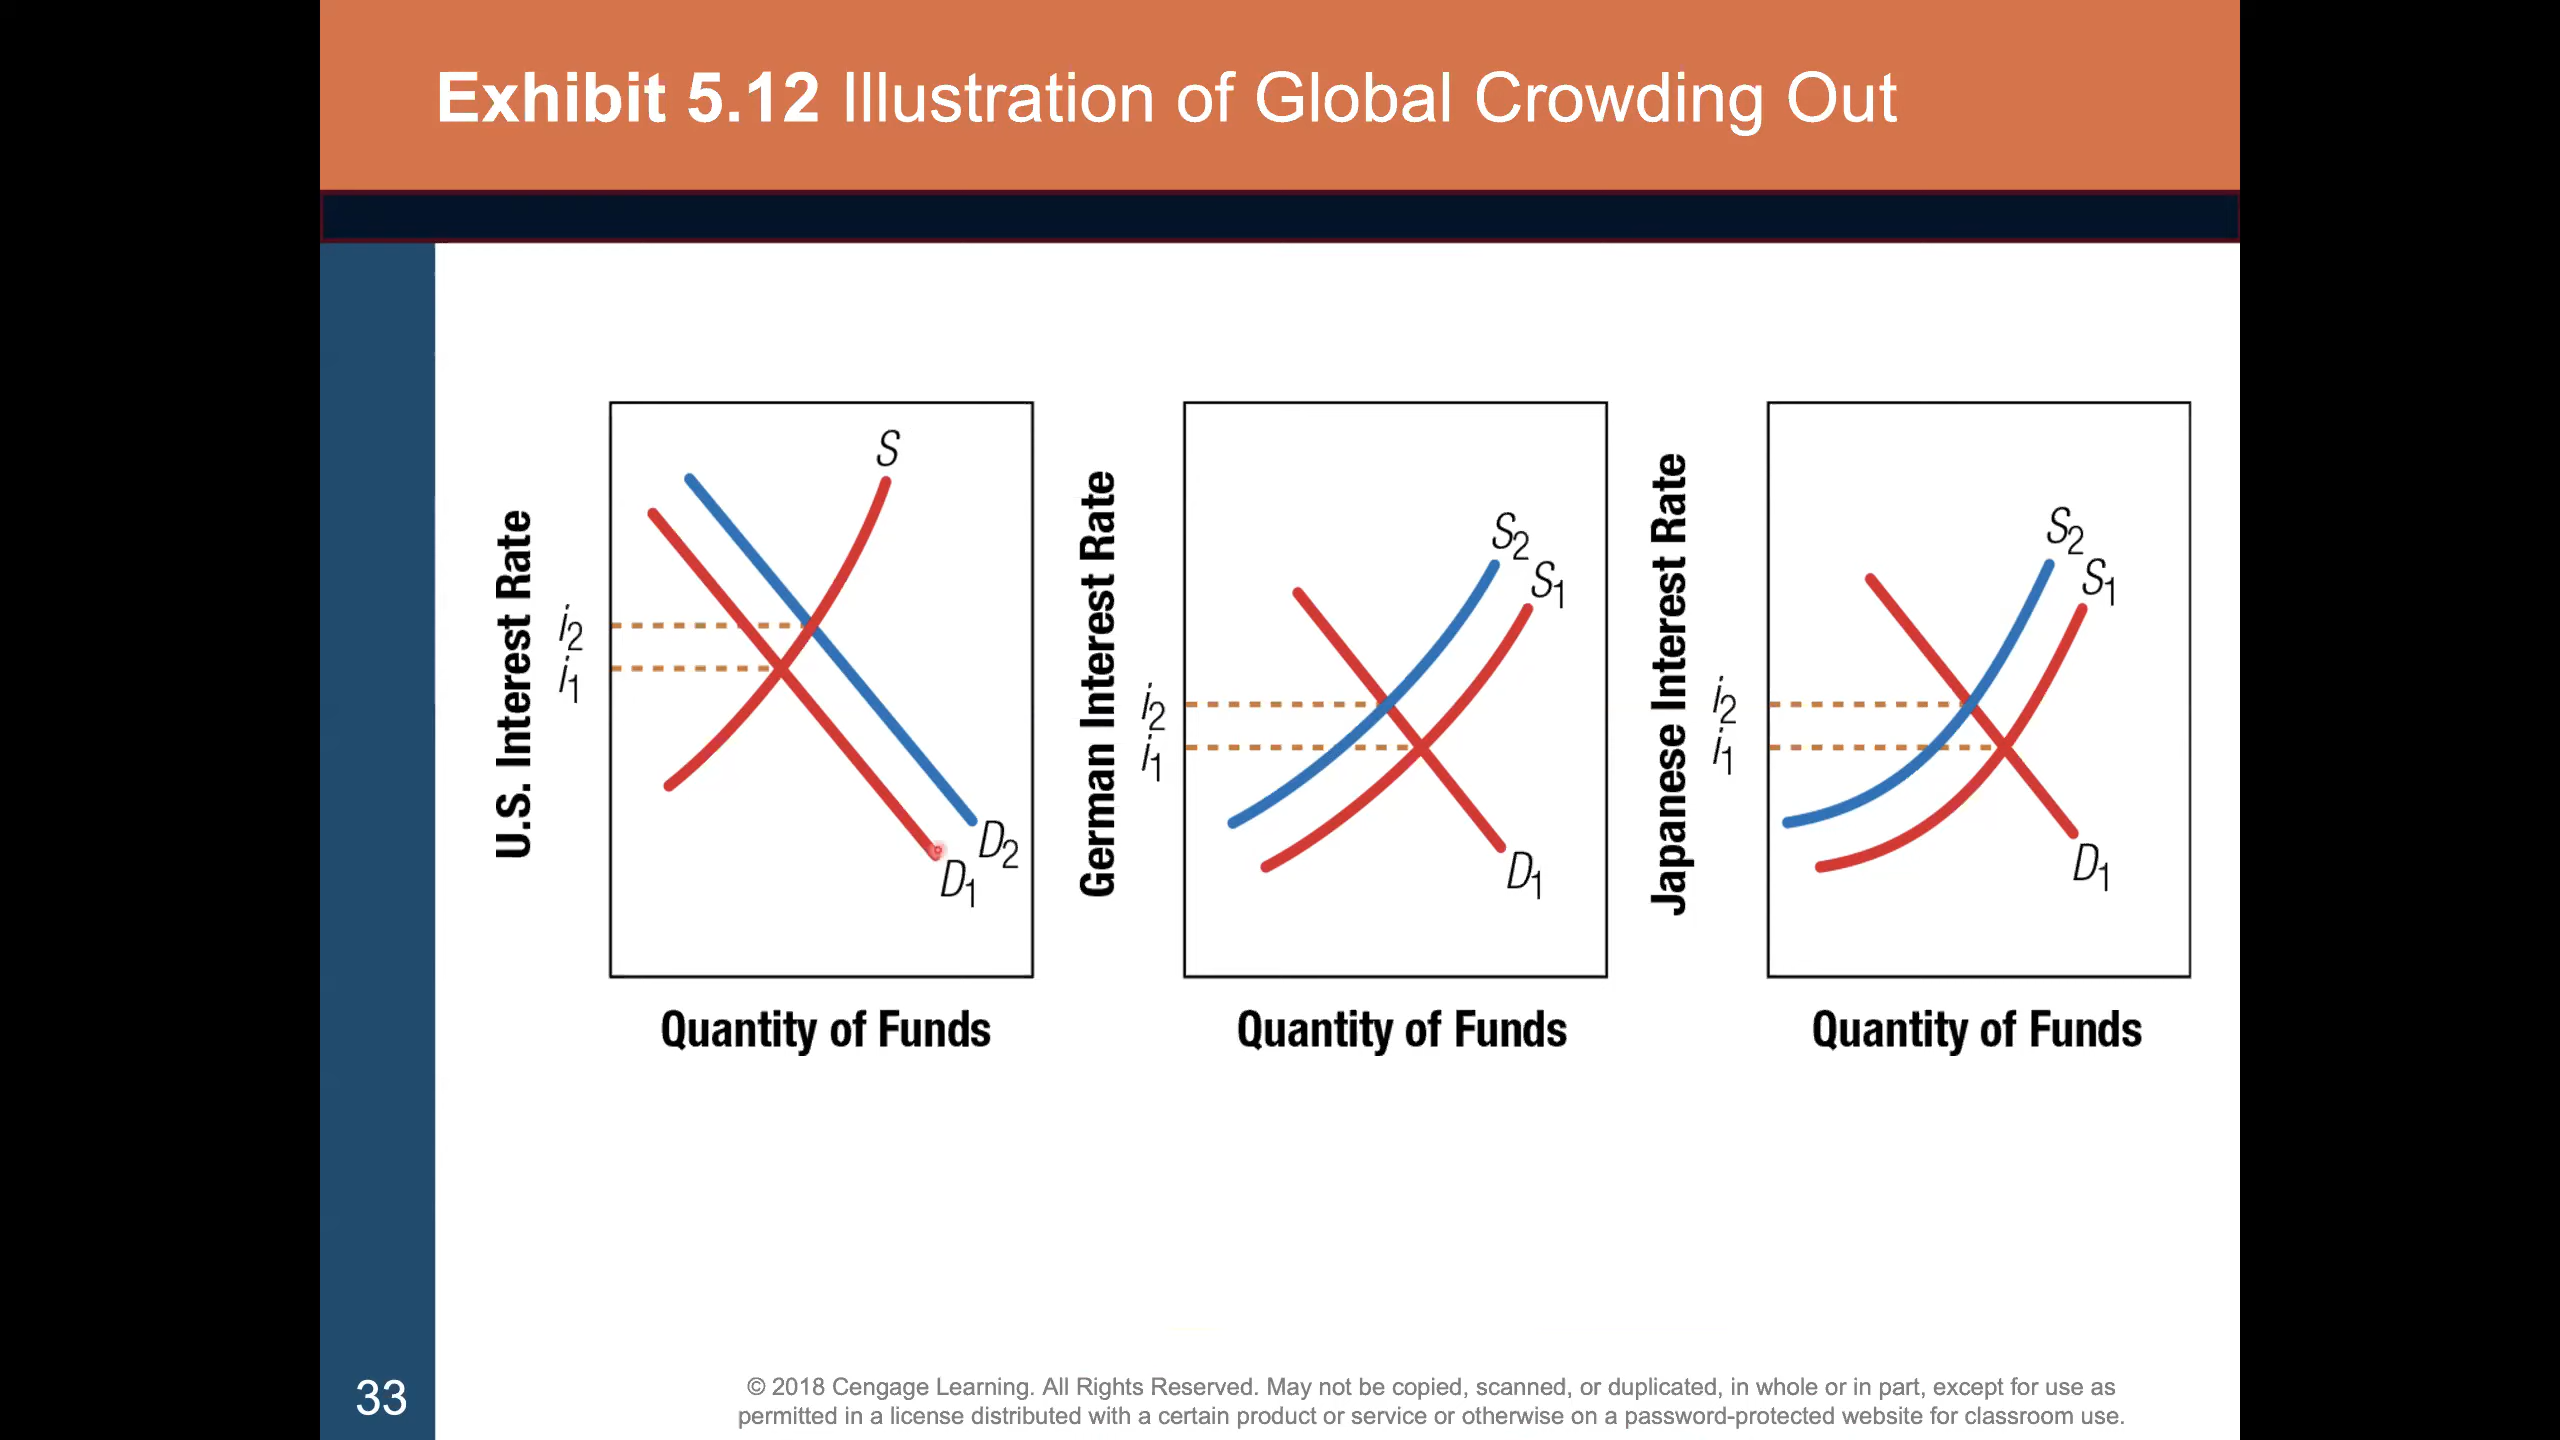 Exhibit 5.12 Illustration of Global Crowding Out
U.S. Interest Rate
i2
i1
S
D2
D1
Quantity of Funds
German Interest Rate
i2
i1
S2
S1
D1
Quantity of Funds
Japanese Interest Rate
i2
i1
S2
S1
D1
Quantity of Funds
33
© 2018 Cengage Learning. All Rights Reserved. May not be copied, scanned, or duplicated, in whole or in part, except for use as
permitted in a license distributed with a certain product or service or otherwise on a password-protected website for classroom use.